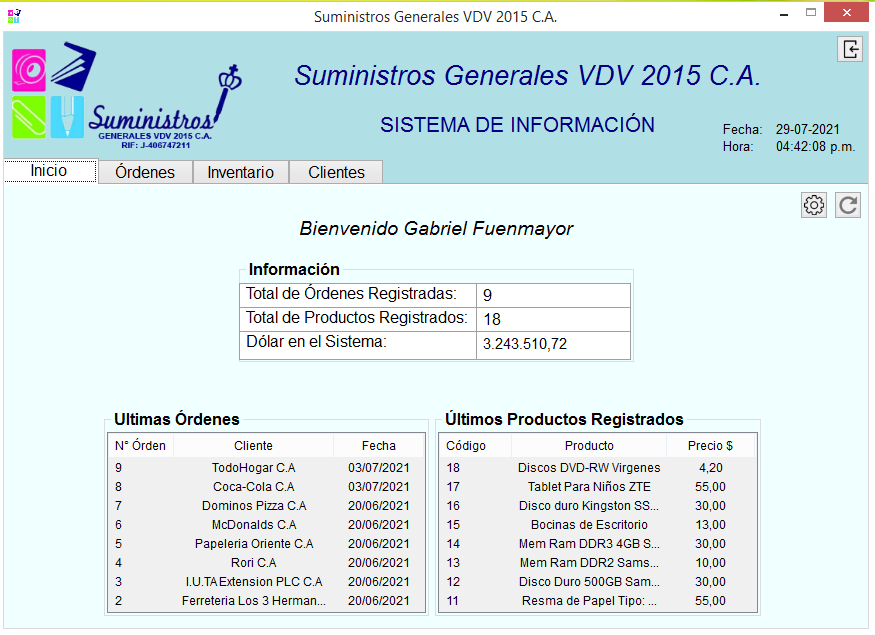 Suministros Generales VDV 2015 C.A.
Suministros
GENERALES VDV 2015 C.A.
RIF: J-406747211
Suministros Generales VDV 2015 C.A.
SISTEMA DE INFORMACIÓN
Fecha: 29-07-2021
Hora: 04:42:08 p.m.
Inicio Órdenes Inventario Clientes
Bienvenido Gabriel Fuenmayor
Información
Total de Órdenes Registradas: 9
Total de Productos Registrados: 18
Dólar en el Sistema: 3.243.510,72
Ultimas Órdenes
N° Órden Cliente Fecha
9 TodoHogar C.A 03/07/2021
8 Coca-Cola C.A 03/07/2021
7 Dominos Pizza C.A 20/06/2021
6 McDonalds C.A 20/06/2021
5 Papeleria Oriente C.A 20/06/2021
4 Rori C.A 20/06/2021
3 I.U.TAExtension PLC C.A 20/06/2021
2 Ferreteria Los 3 Herman... 20/06/2021
Últimos Productos Registrados
Código Producto Precio $
18 Discos DVD-RW Virgenes 4,20
17 Tablet Para Niños ZTE 55,00
16 Disco duro Kingston SS... 30,00
15 Bocinas de Escritorio 13,00
14 Mem Ram DDR3 4GB S... 30,00
13 Mem Ram DDR2 Sams... 10,00
12 Disco Duro 500GB Sam... 30,00
11 Resma de Papel Tipo: ... 55,00